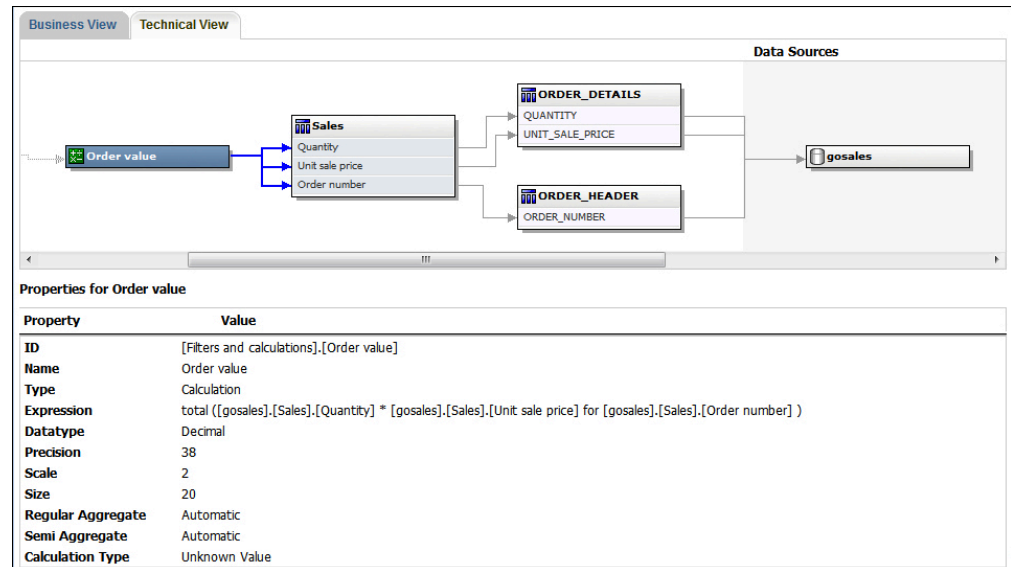 Business View
Technical View
Data Sources
ORDER_DETAILS
QUANTITY
UNIT_SALE_PRICE
Sales
Quantity
Unit sale price
Order number
Order value
gosales
ORDER_HEADER
ORDER_NUMBER
Properties for Order value
Property Value
ID [Filters and calculations].[Order value]
Name Order value
Type Calculation
Expression total ([gosales].[Sales].[Quantity] * [gosales].[Sales].[Unit sale price] for [gosales].[Sales].[Order number] )
Datatype Decimal
Precision 38
Scale 2
Size 20
Regular Aggregate Automatic
Semi Aggregate Automatic
Calculation Type Unknown Value